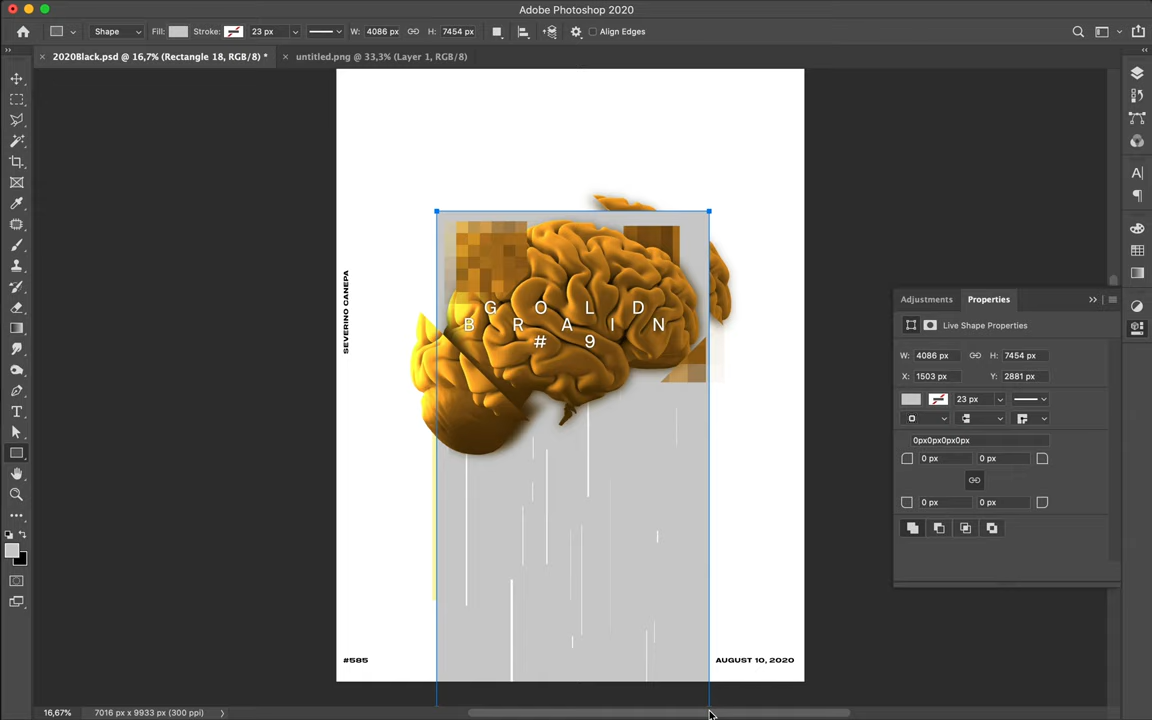 Adobe Photoshop 2020
Shape
Fill:
Stroke:
23 px
W: 4086 px
H: 7454 px
Align Edges
2020Black.psd @ 16,7% (Rectangle 18, RGB/8) *
untitled.png @ 33,3% (Layer 1, RGB/8)
SEVERINO CANEPA
GOLD
BRAIN
# 9
#585
AUGUST 10, 2020
Adjustments
Properties
Live Shape Properties
W: 4086 px
H: 7454 px
X: 1503 px
Y: 2881 px
23 px
0px0px0px0px
0 px
0 px
0 px
0 px
16,67%
7016 px x 9933 px (300 ppi)